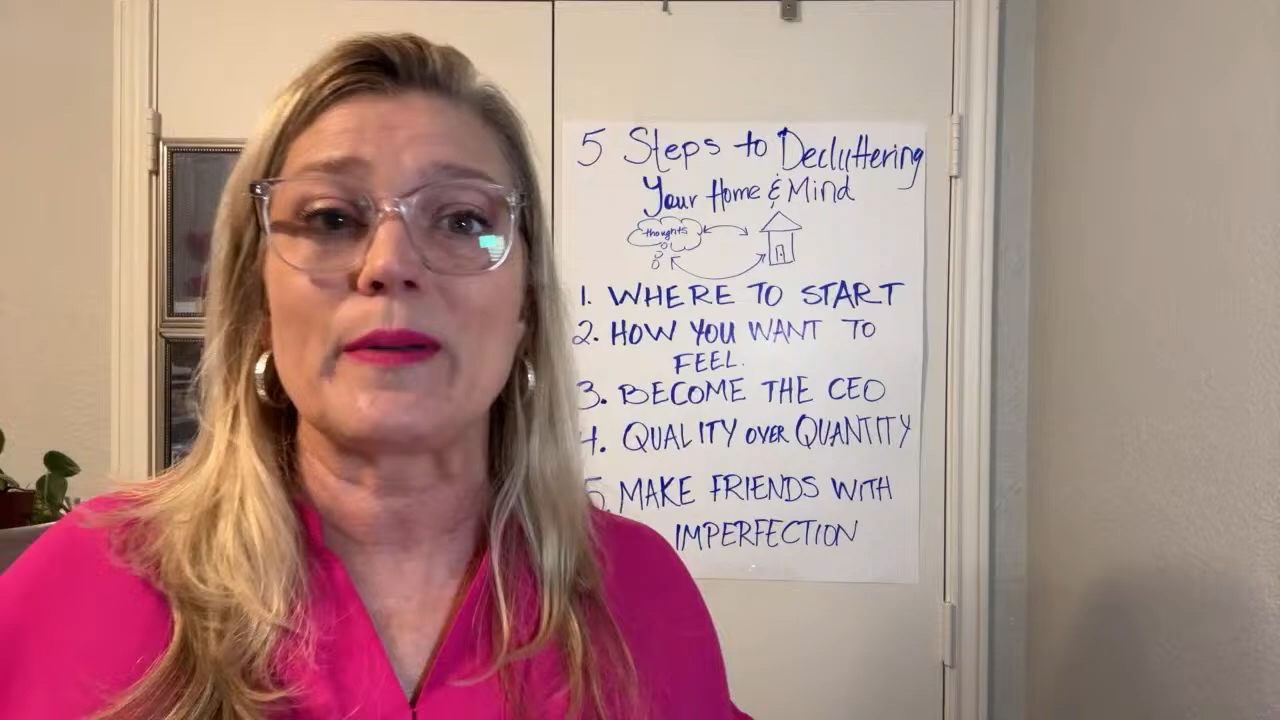 5 Steps to Decluttering
Your Home & Mind
thoughts
1. WHERE TO START
2. HOW YOU WANT TO
FEEL.
3. BECOME THE CEO
4. QUALITY OVER QUANTITY
5 MAKE FRIENDS WITH
IMPERFECTION